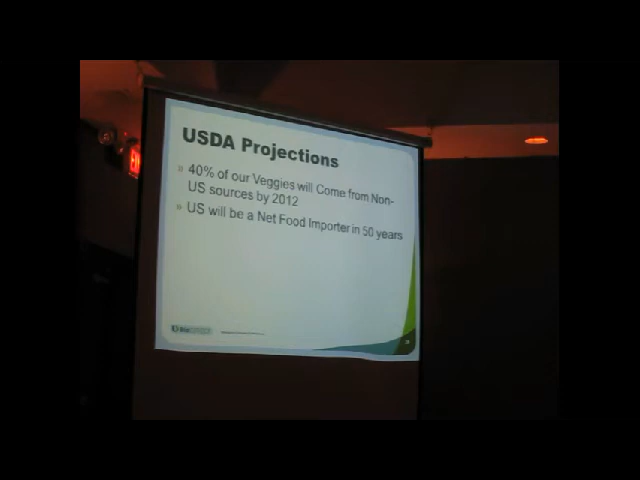 USDA Projections
» 40% of our Veggies will Come from Non-
US sources by 2012
» US will be a Net Food Importer in 50 years